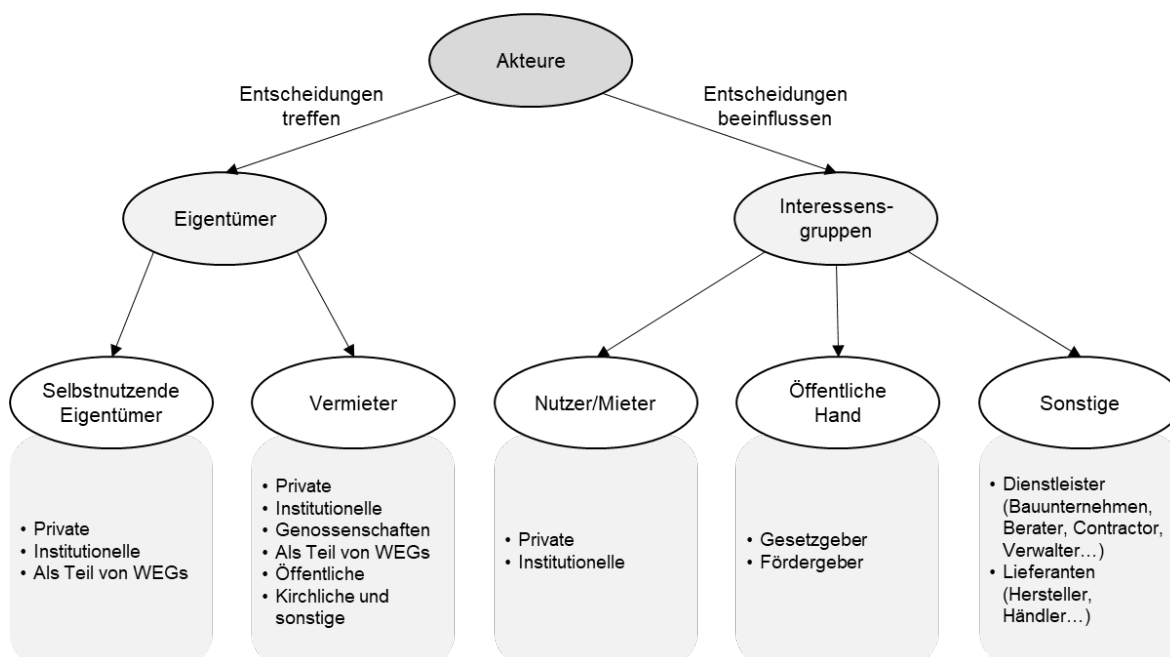 Akteure
Entscheidungen
treffen
Entscheidungen
beeinflussen
Eigentümer
Interessens-
gruppen
Selbstnutzende
Eigentümer
Vermieter
Nutzer/Mieter
Öffentliche
Hand
Sonstige
• Private
• Institutionelle
• Als Teil von WEGs
• Private
• Institutionelle
• Genossenschaften
• Als Teil von WEGs
• Öffentliche
• Kirchliche und
sonstige
• Private
• Institutionelle
• Gesetzgeber
• Fördergeber
• Dienstleister
(Bauunternehmen,
Berater, Contractor,
Verwalter…)
• Lieferanten
(Hersteller,
Händler…)